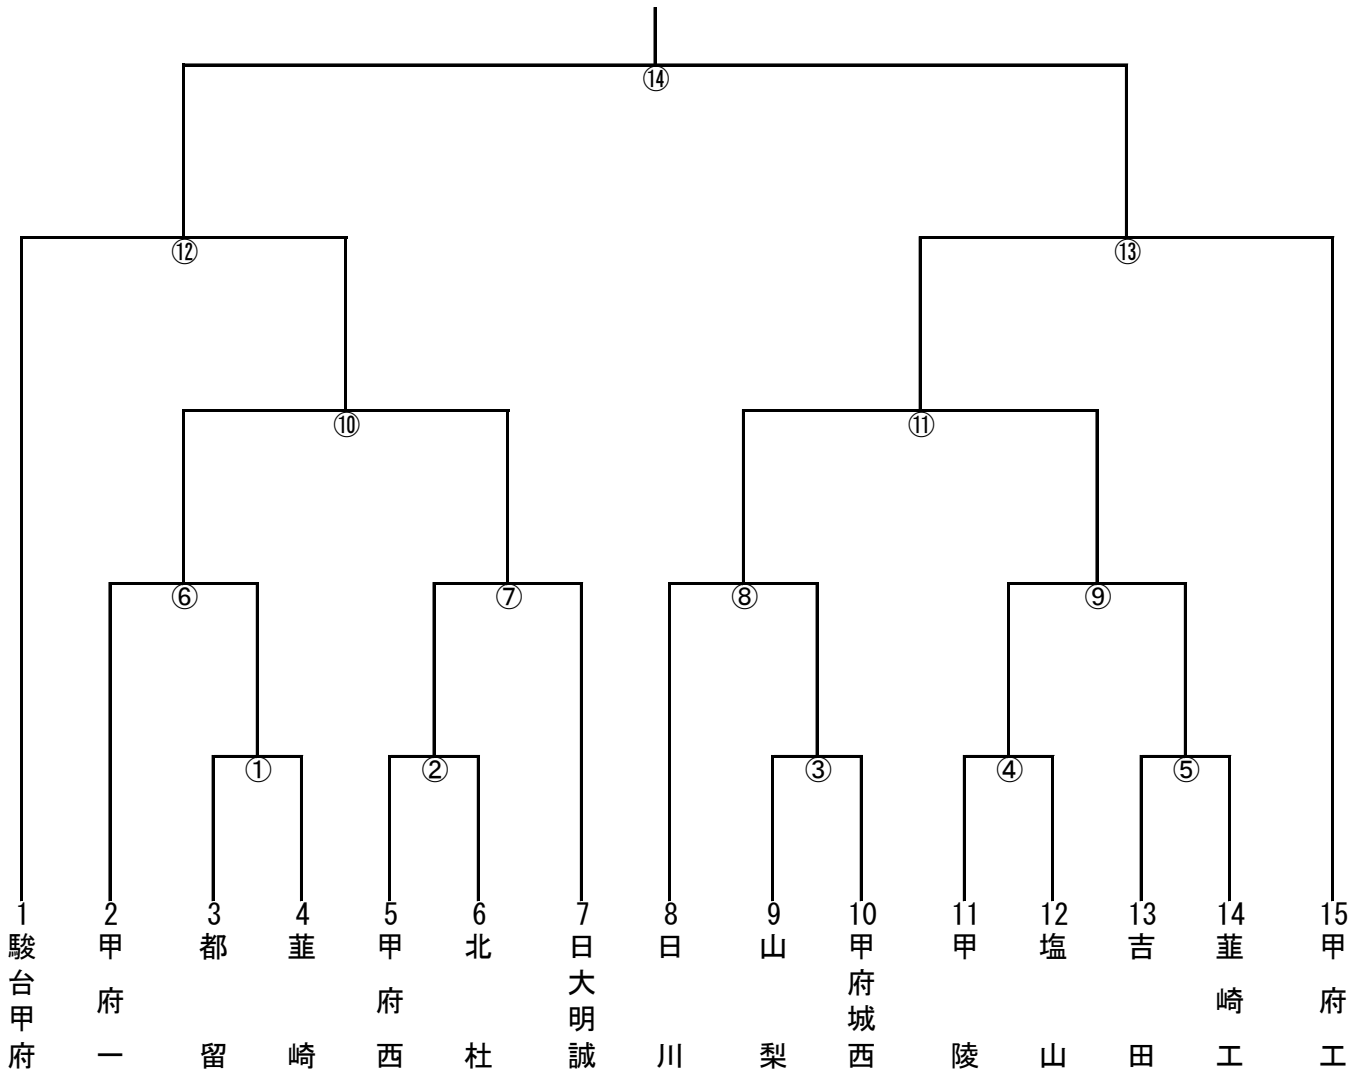 ⑭
⑫
⑬
⑩
⑪
⑥
⑦
⑧
⑨
①
②
③
④
⑤
1
2
3
4
5
6
7
8
9
10
11
12
13
14
15
駿台甲府
甲府一
都留
韮崎
甲府西
北杜
日大明誠
日川
山梨
甲府城西
甲陵
塩山
吉田
韮崎工
甲府工